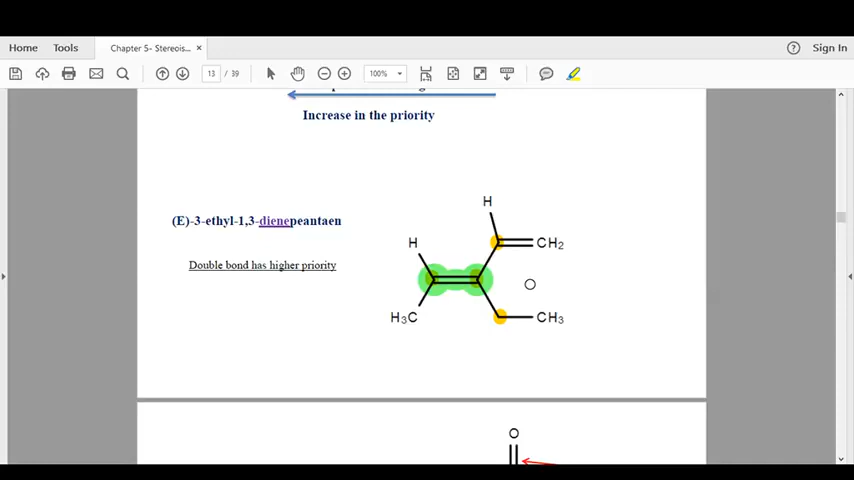 Home Tools Chapter 5- Stereois... × ? Sign In
13 / 39 100%
Increase in the priority
H
(E)-3-ethyl-1,3-dienepeantaen
H CH2
Double bond has higher priority
H3C CH3
O